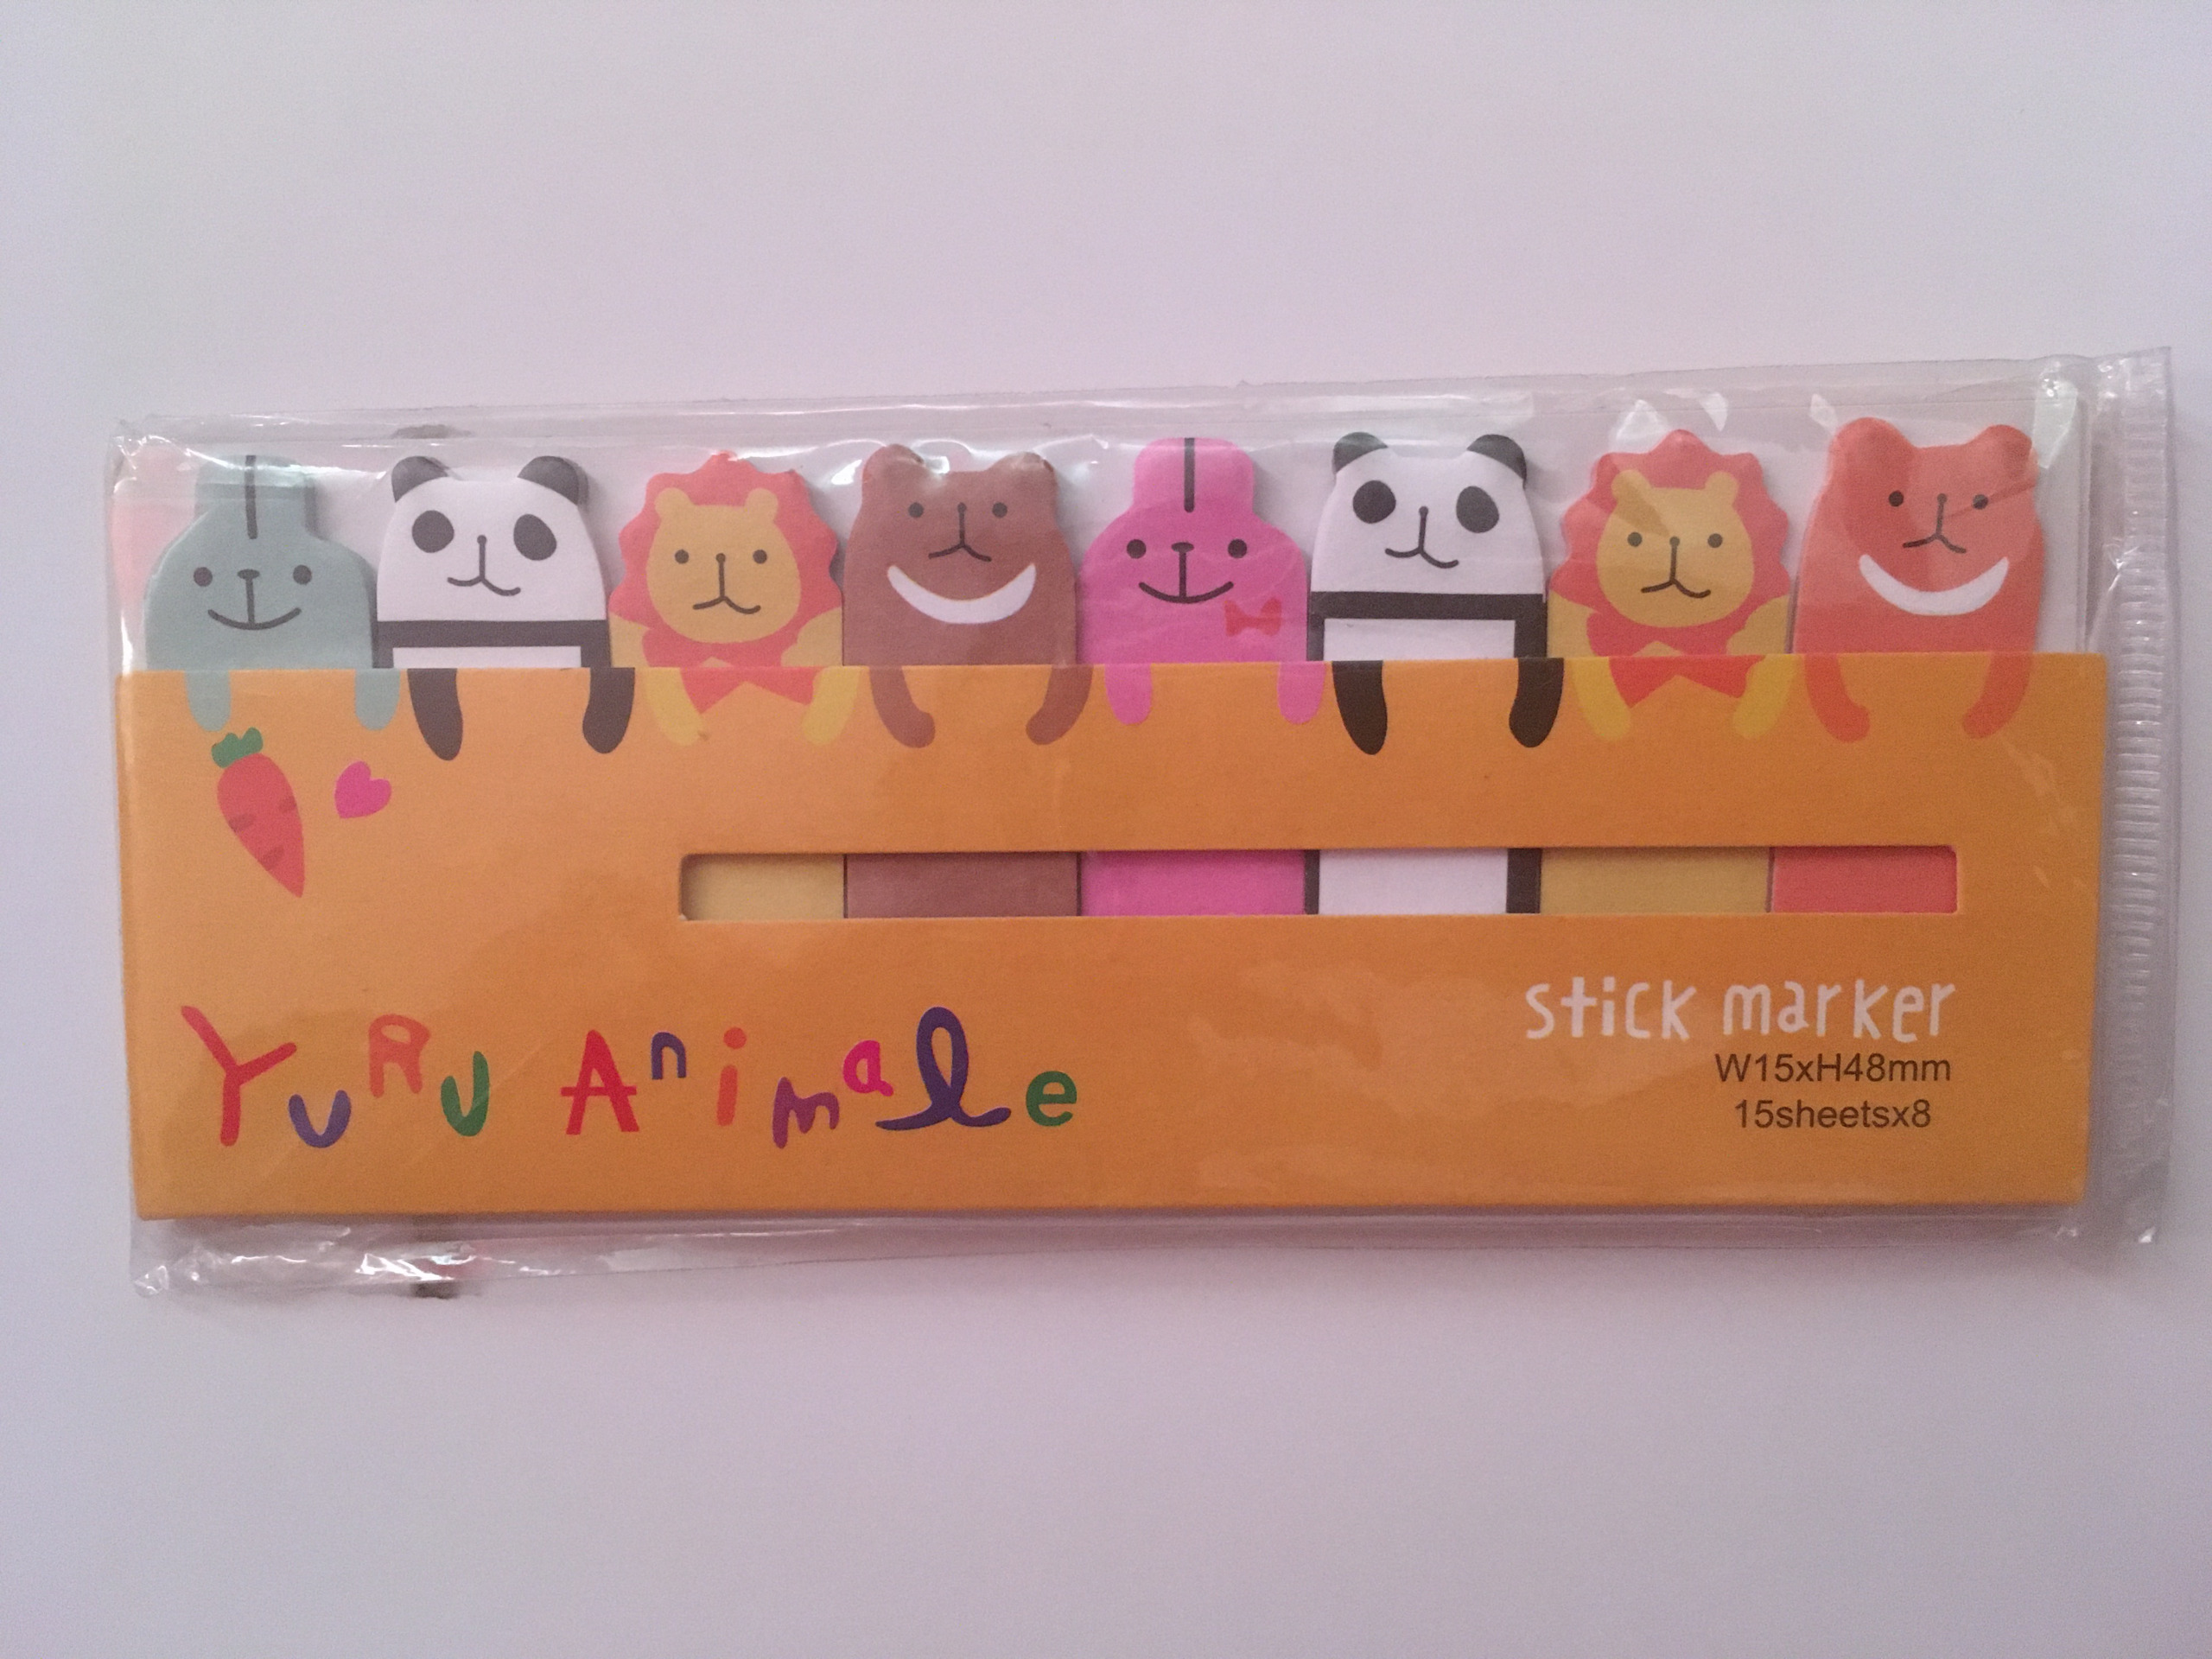 YuRU Animale
stick marker
W15xH48mm
15sheetsx8